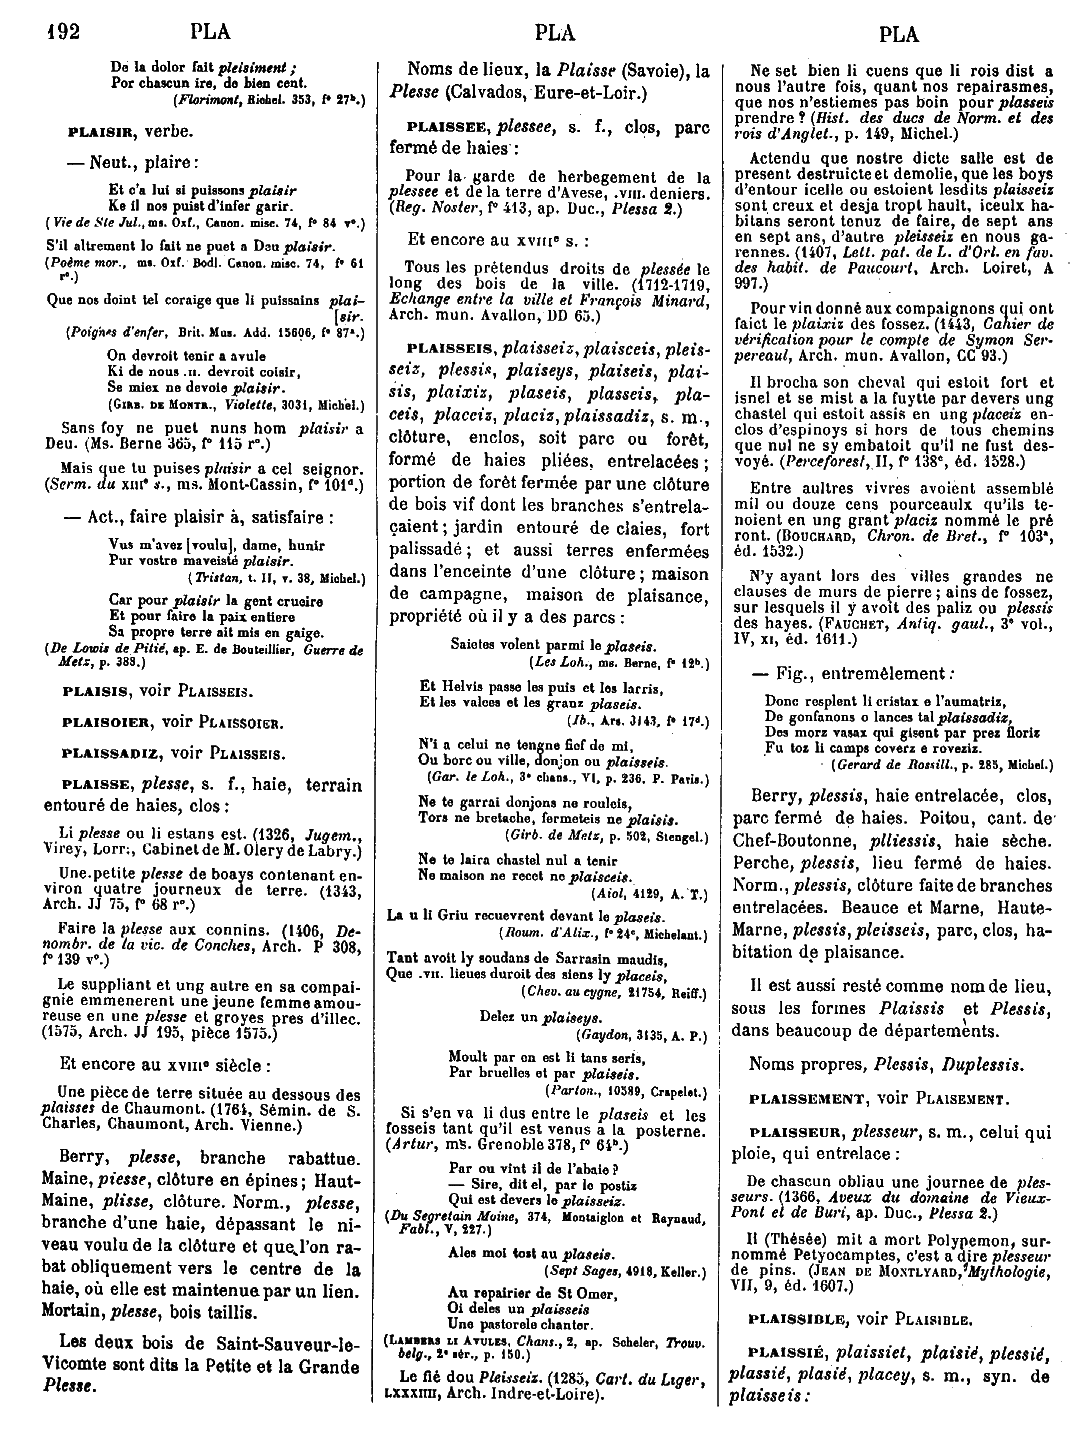 192
PLA
PLA
PLA
De la dolor fait pleisiment ;
Por chascun ire, de bien cent.
(Florimont, Richel. 353, f° 27ᵇ.)
PLAISIR, verbe.
— Neut., plaire :
Et c'a lui si puissons plaisir
Ke il nos puist d'infer garir.
(Vie de Ste Jul., ms. Oxf., Canon. misc. 74, f° 84 v°.)
S'il altrement lo fait ne puet a Deu plaisir.
(Poème mor., ms. Oxf. Bodl. Canon. misc. 74, f° 61
r°.)
Que nos doint tel coraige que li puissains plai-
[sir.
(Poignes d'enfer, Brit. Mus. Add. 15606, f° 87ᵃ.)
On devroit tenir a avule
Ki de nous .II. devroit coisir,
Se miex ne devoie plaisir.
(GIRB. DE MONTR., Violette, 3031, Michel.)
Sans foy ne puet nuns hom plaisir a
Deu. (Ms. Berne 365, f° 115 r°.)
Mais que tu puises plaisir a cel seignor.
(Serm. du XIIIᵉ s., ms. Mont-Cassin, f° 101ᵈ.)
— Act., faire plaisir à, satisfaire :
Vus m'avez [voulu], dame, hunir
Pur vostre maveisté plaisir.
(Tristan, t. II, v. 38, Michel.)
Car pour plaisir la gent crueire
Et pour faire la paix entiere
Sa propre terre ait mis en gaige.
(De Lowis de Pitié, ap. E. de Bouteillier, Guerre de
Metz, p. 388.)
PLAISIS, voir PLAISSEIS.
PLAISOIER, voir PLAISSOIER.
PLAISSADIZ, voir PLAISSEIS.
PLAISSE, plesse, s. f., haie, terrain
entouré de haies, clos :
Li plesse ou li estans est. (1326, Jugem.,
Virey, Lorr., Cabinet de M. Olery de Labry.)
Une petite plesse de boays contenant en-
viron quatre journeux de terre. (1343,
Arch. JJ 75, f° 68 r°.)
Faire la plesse aux connins. (1406, De-
nombr. de la vic. de Conches, Arch. P 308,
f° 139 v°.)
Le suppliant et ung autre en sa compai-
gnie emmenerent une jeune femme amou-
reuse en une plesse et groyes pres d'illec.
(1575, Arch. JJ 195, pièce 1575.)
Et encore au XVIIIᵉ siècle :
Une pièce de terre située au dessous des
plaisses de Chaumont. (1764, Sémin. de S.
Charles, Chaumont, Arch. Vienne.)
Berry, plesse, branche rabattue.
Maine, piesse, clôture en épines ; Haut-
Maine, plisse, clôture. Norm., plesse,
branche d'une haie, dépassant le ni-
veau voulu de la clôture et que l'on ra-
bat obliquement vers le centre de la
haie, où elle est maintenue par un lien.
Mortain, plesse, bois taillis.
Les deux bois de Saint-Sauveur-le-
Vicomte sont dits la Petite et la Grande
Plesse.
Noms de lieux, la Plaisse (Savoie), la
Plesse (Calvados, Eure-et-Loir.)
PLAISSEE, plessee, s. f., clos, parc
fermé de haies :
Pour la garde de herbegement de la
plessee et de la terre d'Avese, .VIII. deniers.
(Reg. Noster, f° 413, ap. Duc., Plessa 2.)
Et encore au XVIIIᵉ s. :
Tous les prétendus droits de plessée le
long des bois de la ville. (1712-1719,
Echange entre la ville et François Minard,
Arch. mun. Avallon, DD 65.)
PLAISSEIS, plaisseiz, plaisceis, pleis-
seiz, plessis, plaiseys, plaiseis, plai-
sis, plaixiz, plaseis, plasseis, pla-
ceis, placeiz, placiz, plaissadiz, s. m.,
clôture, enclos, soit parc ou forêt,
formé de haies pliées, entrelacées ;
portion de forêt fermée par une clôture
de bois vif dont les branches s'entrela-
çaient ; jardin entouré de claies, fort
palissadé ; et aussi terres enfermées
dans l'enceinte d'une clôture ; maison
de campagne, maison de plaisance,
propriété où il y a des parcs :
Saietes volent parmi le plaseis.
(Les Loh., ms. Berne, f° 12ᵇ.)
Et Helvis passe les puis et les larris,
Et les valces et les granz plaseis.
(Ib., Ars. 3143, f° 17ᵈ.)
N'i a celui ne tengne fief de mi,
Ou borc ou ville, donjon ou plaisseis.
(Gar. le Loh., 3ᵉ chans., VI, p. 236, P. Paris.)
Ne te garrai donjons ne rouleis,
Tors ne bretache, fermeteis ne plaisis.
(Girb. de Metz, p. 502, Stengel.)
Ne te laira chastel nul a tenir
Ne maison ne recet ne plaisceis.
(Aiol, 4129, A. T.)
La u li Griu recuevrent devant le plaseis.
(Roum. d'Alix., f° 24ᶜ, Michelant.)
Tant avoit ly soudans de Sarrasin maudis,
Que .VII. lieues duroit des siens ly placeis,
(Chev. au cygne, 21754, Reiff.)
Delez un plaiseys.
(Gaydon, 3135, A. P.)
Moult par on est li tans seris,
Par bruelles et par plaiseis.
(Parton., 10589, Crapelet.)
Si s'en va li dus entre le plaseis et les
fosseis tant qu'il est venus a la posterne.
(Artur, ms. Grenoble 378, f° 64ᵇ.)
Par ou vint il de l'abaie ?
— Sire, dit el, par le postiz
Qui est devers le plaisseiz.
(Du Segretain Moine, 374, Montaiglon et Raynaud,
Fabl., V, 227.)
Ales moi tost au plaseis.
(Sept Sages, 4918, Keller.)
Au repairier de St Omer,
Oi deles un plaisseis
Une pastorele chanter.
(LAMBERS LI AVULES, Chans., 2, ap. Scheler, Trouv.
belg., 2ᵉ sér., p. 150.)
Le fié dou Pleisseiz. (1285, Cart. du Liger,
LXXXIIII, Arch. Indre-et-Loire).
Ne set bien li cuens que li rois dist a
nous l'autre fois, quant nos repairasmes,
que nos n'estiemes pas boin pour plasseis
prendre ? (Hist. des ducs de Norm. et des
rois d'Anglet., p. 149, Michel.)
Actendu que nostre dicte salle est de
present destruicte et demolie, que les boys
d'entour icelle ou estoient lesdits plaisseiz
sont creux et desja tropt hault, iceulx ha-
bitans seront tenuz de faire, de sept ans
en sept ans, d'autre pleisseiz en nous ga-
rennes. (1407, Lett. pat. de L. d'Orl. en fav.
des habit. de Paucourt, Arch. Loiret, A
997.)
Pour vin donné aux compaignons qui ont
faict le plaixiz des fossez. (1443, Cahier de
vérification pour le compte de Symon Ser-
pereaul, Arch. mun. Avallon, CC 93.)
Il brocha son cheval qui estoit fort et
isnel et se mist a la fuytte par devers ung
chastel qui estoit assis en ung placeiz en-
clos d'espinoys si hors de tous chemins
que nul ne sy embatoit qu'il ne fust des-
voyé. (Perceforest, II, f° 138ᶜ, éd. 1528.)
Entre aultres vivres avoient assemblé
mil ou douze cens pourceaulx qu'ils te-
noient en ung grant placiz nommé le pré
ront. (BOUCHARD, Chron. de Bret., f° 103ᵃ,
éd. 1532.)
N'y ayant lors des villes grandes ne
clauses de murs de pierre ; ains de fossez,
sur lesquels il y avoit des paliz ou plessis
des hayes. (FAUCHET, Antiq. gaul., 3ᵉ vol.,
IV, XI, éd. 1611.)
— Fig., entremêlement :
Donc resplent li cristax e l'aumatriz,
De gonfanons o lances tal plaissadiz,
Des morz vasax qui gisent par prez floriz
Fu toz li camps coverz e roveziz.
(Gerard de Rossill., p. 285, Michel.)
Berry, plessis, haie entrelacée, clos,
parc fermé de haies. Poitou, cant. de
Chef-Boutonne, plliessis, haie sèche.
Perche, plessis, lieu fermé de haies.
Norm., plessis, clôture faite de branches
entrelacées. Beauce et Marne, Haute-
Marne, plessis, pleisseis, parc, clos, ha-
bitation de plaisance.
Il est aussi resté comme nom de lieu,
sous les formes Plaissis et Plessis,
dans beaucoup de départements.
Noms propres, Plessis, Duplessis.
PLAISSEMENT, voir PLAISEMENT.
PLAISSEUR, plesseur, s. m., celui qui
ploie, qui entrelace :
De chascun obliau une journee de ples-
seurs. (1366, Aveux du domaine de Vieux-
Pont et de Buri, ap. Duc., Plessa 2.)
Il (Thésée) mit a mort Polypemon, sur-
nommé Petyocamptes, c'est a dire plesseur
de pins. (JEAN DE MONTLYARD, Mythologie,
VII, 9, éd. 1607.)
PLAISSIBLE, voir PLAISIBLE.
PLAISSIÉ, plaissiet, plaisié, plessié,
plassié, plasié, placey, s. m., syn. de
plaisseis :